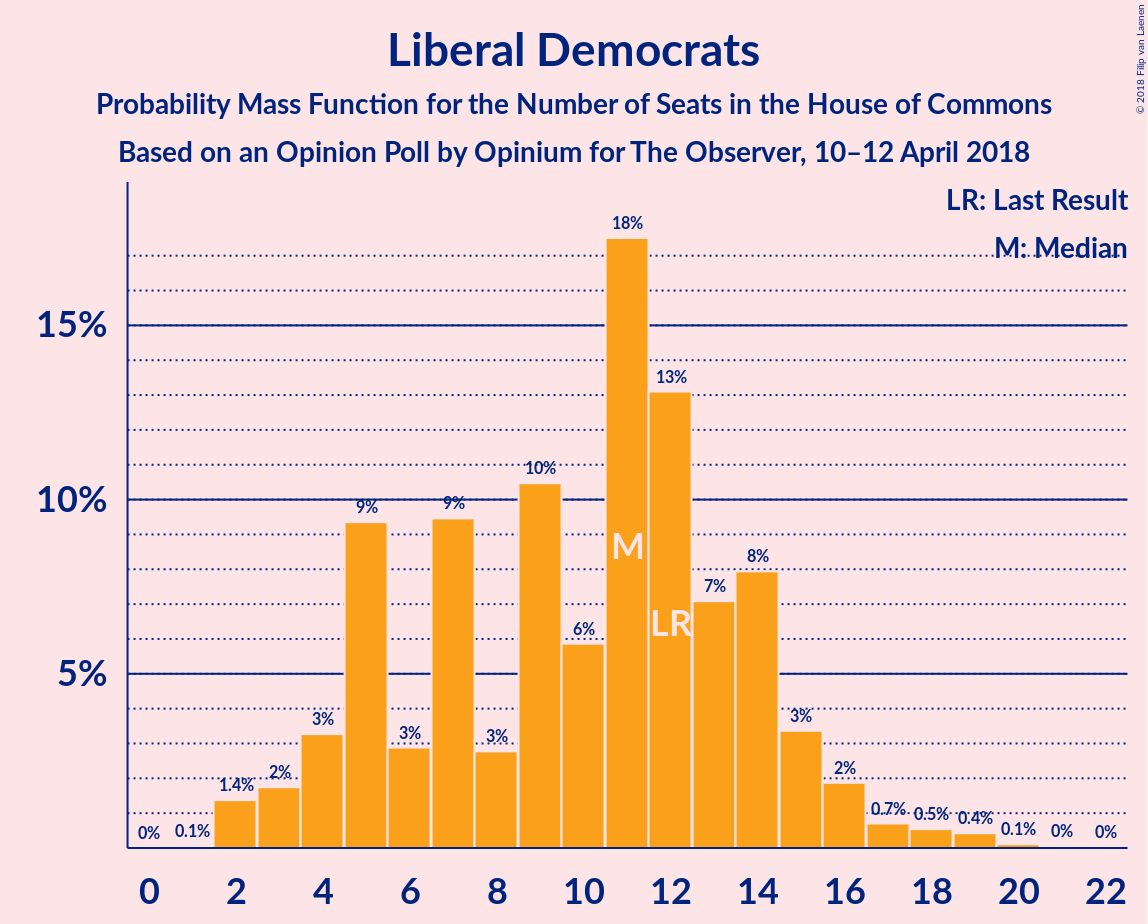 Liberal Democrats
Probability Mass Function for the Number of Seats in the House of Commons
Based on an Opinion Poll by Opinium for The Observer, 10–12 April 2018
© 2018 Filip van Laenen
LR: Last Result
M: Median
15%
10%
5%
0% 0.1% 1.4% 2% 3% 9% 3% 9% 3% 10% 6% 18% 13% 7% 8% 3% 2% 0.7% 0.5% 0.4% 0.1% 0% 0%
M
LR
0 2 4 6 8 10 12 14 16 18 20 22